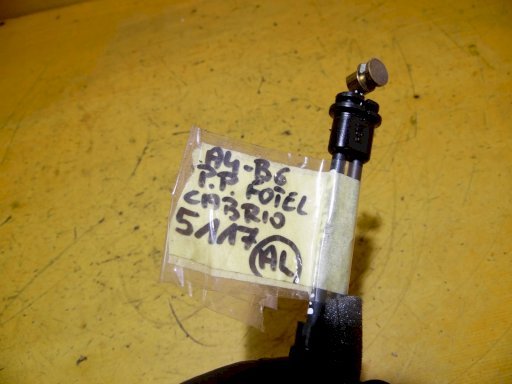 A4-B6
P.P. FOTEL
CABRIO
5117 AL